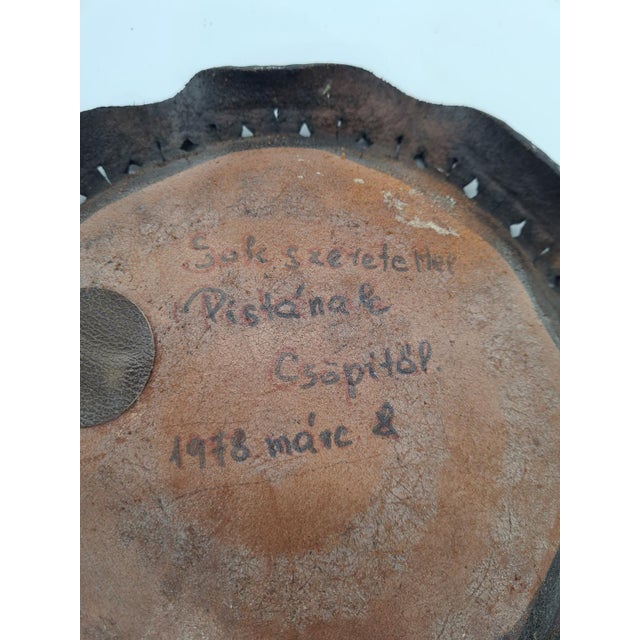 Sok szeretettel
Pistának
Csöpitől.
1978 márc 8